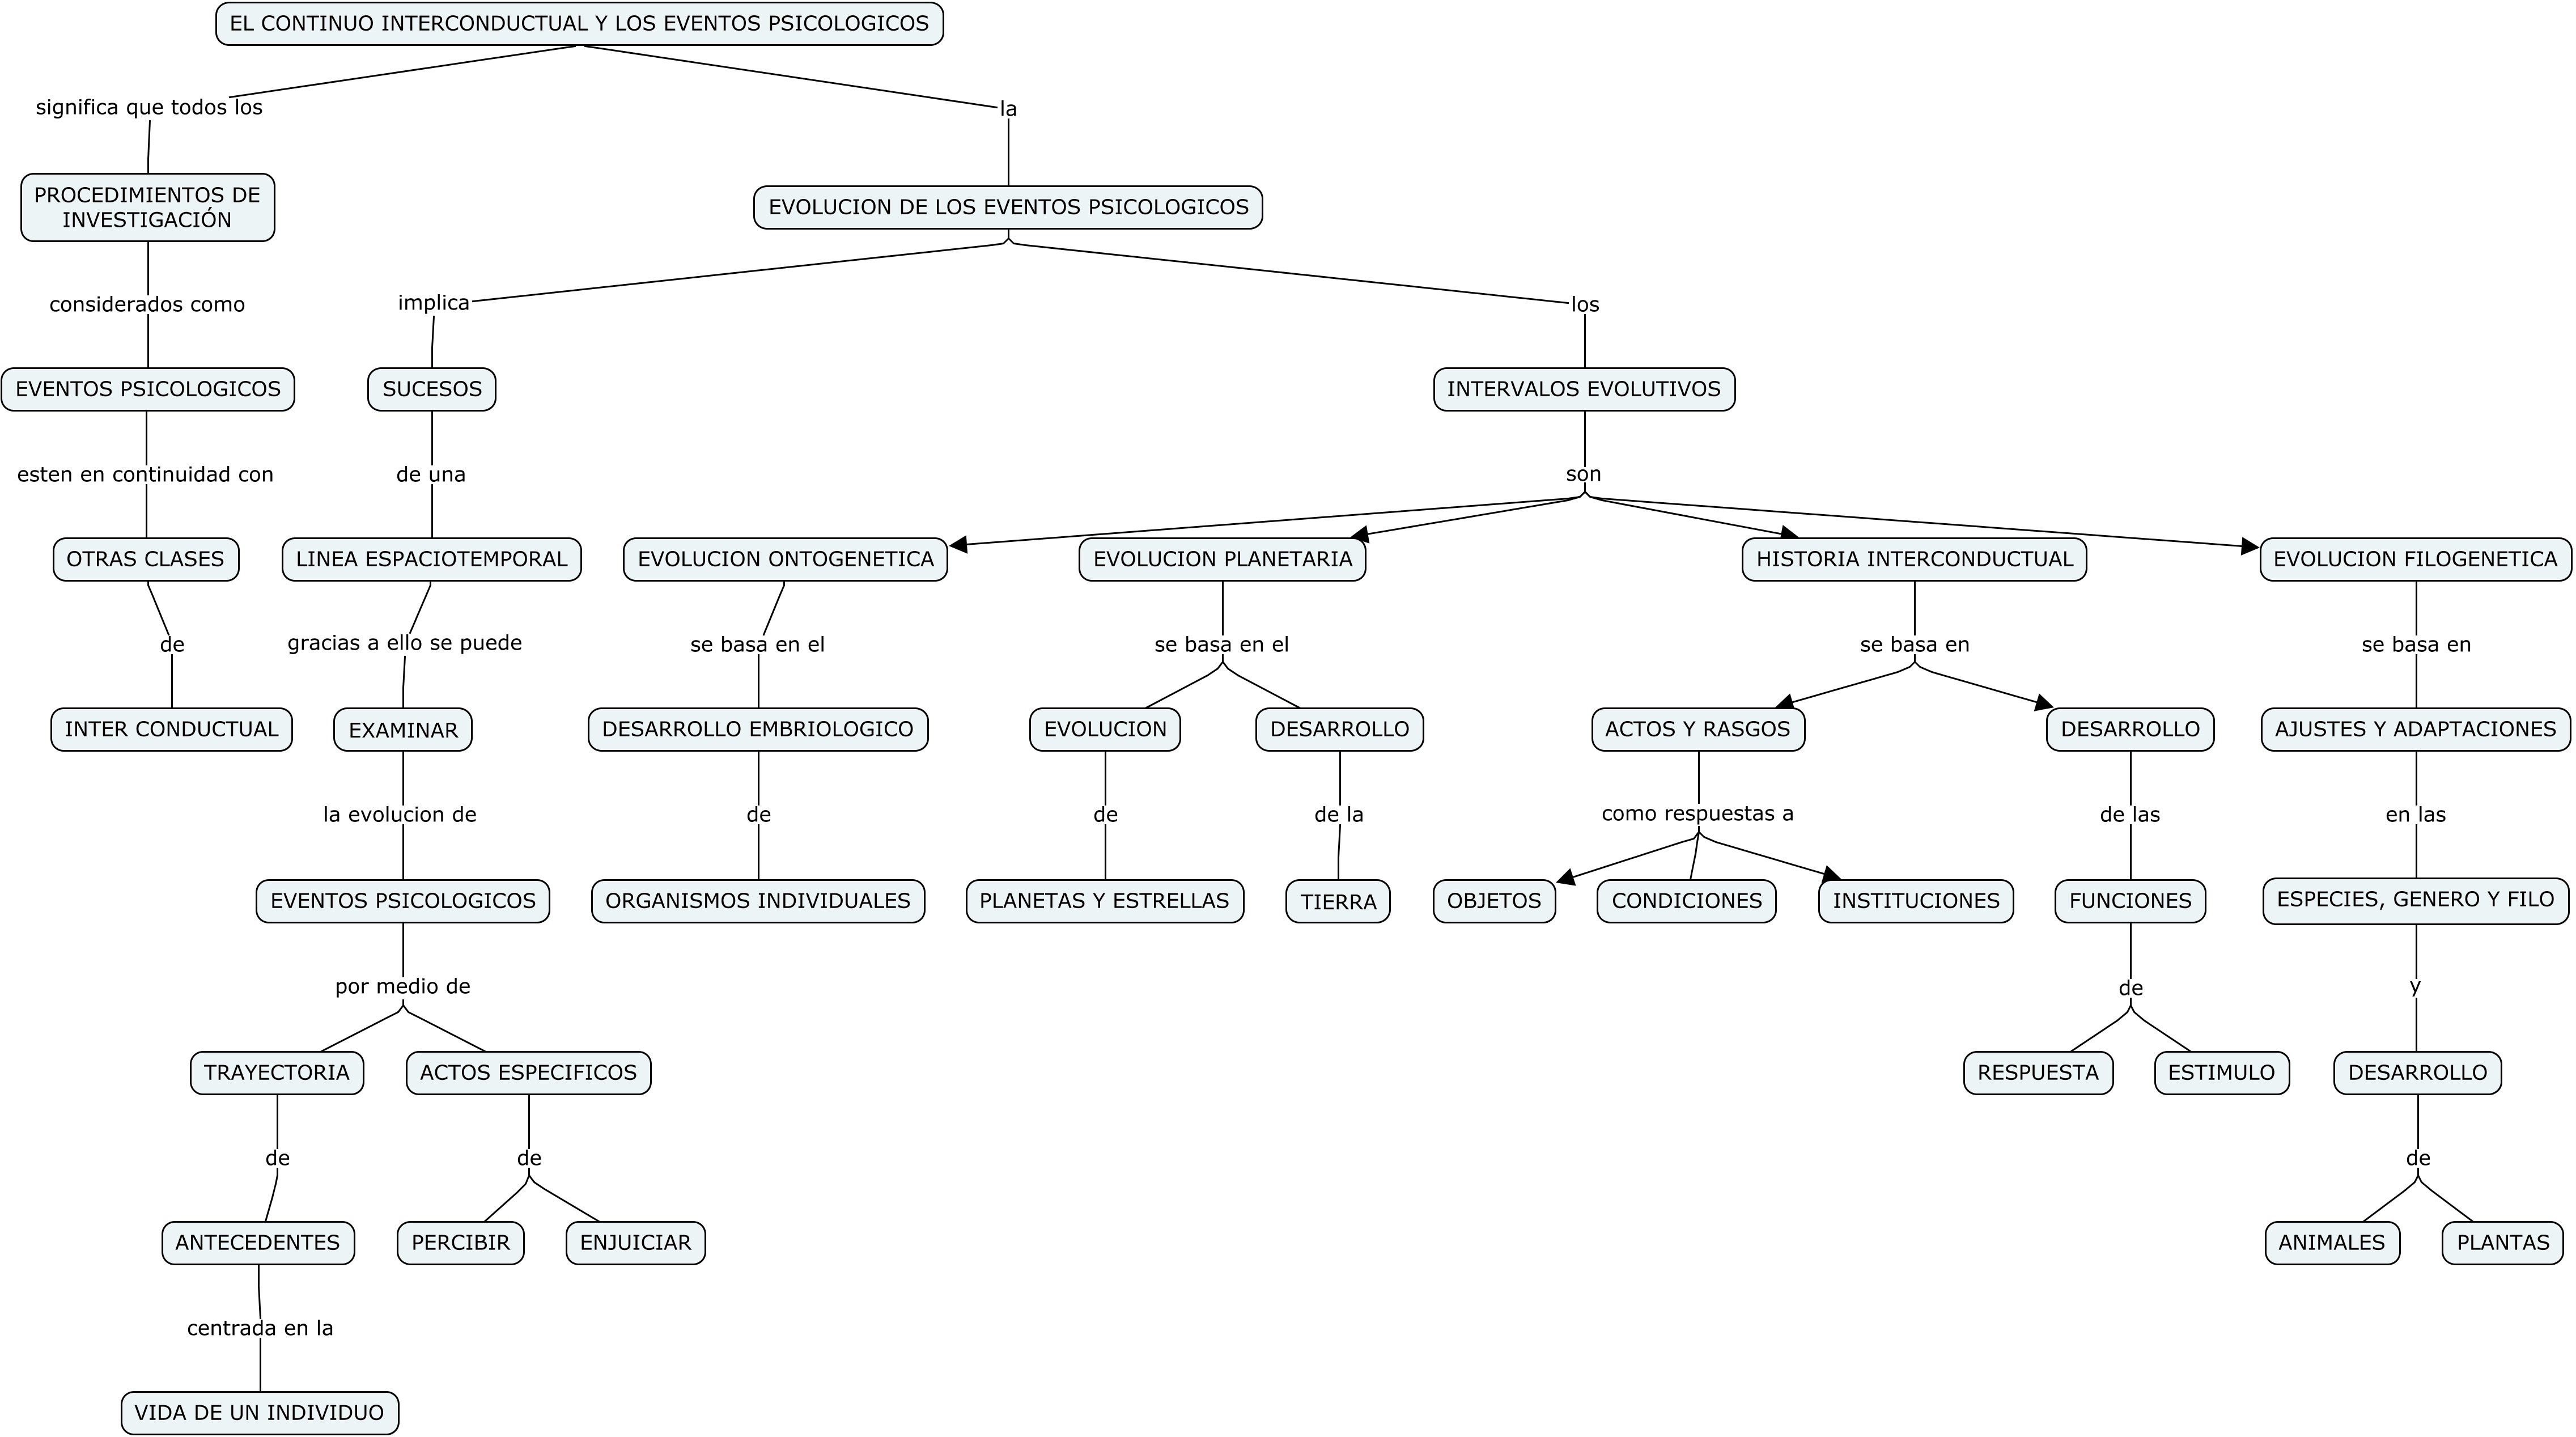 EL CONTINUO INTERCONDUCTUAL Y LOS EVENTOS PSICOLOGICOS
significa que todos los
la
PROCEDIMIENTOS DE
INVESTIGACIÓN
EVOLUCION DE LOS EVENTOS PSICOLOGICOS
considerados como
implica
los
EVENTOS PSICOLOGICOS
SUCESOS
INTERVALOS EVOLUTIVOS
esten en continuidad con
de una
son
OTRAS CLASES
LINEA ESPACIOTEMPORAL
EVOLUCION ONTOGENETICA
EVOLUCION PLANETARIA
HISTORIA INTERCONDUCTUAL
EVOLUCION FILOGENETICA
de
gracias a ello se puede
se basa en el
se basa en el
se basa en
se basa en
INTER CONDUCTUAL
EXAMINAR
DESARROLLO EMBRIOLOGICO
EVOLUCION
DESARROLLO
ACTOS Y RASGOS
DESARROLLO
AJUSTES Y ADAPTACIONES
la evolucion de
de
de
de la
como respuestas a
de las
en las
EVENTOS PSICOLOGICOS
ORGANISMOS INDIVIDUALES
PLANETAS Y ESTRELLAS
TIERRA
OBJETOS
CONDICIONES
INSTITUCIONES
FUNCIONES
ESPECIES, GENERO Y FILO
por medio de
de
y
TRAYECTORIA
ACTOS ESPECIFICOS
RESPUESTA
ESTIMULO
DESARROLLO
de
de
de
ANTECEDENTES
PERCIBIR
ENJUICIAR
ANIMALES
PLANTAS
centrada en la
VIDA DE UN INDIVIDUO